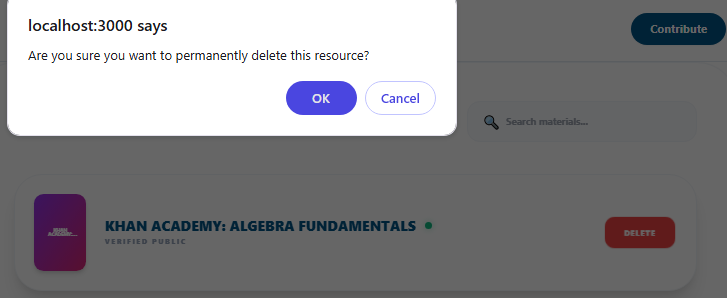 localhost:3000 says
Are you sure you want to permanently delete this resource?
OK
Cancel
Contribute
Search materials...
KHAN ACADEMY: ALGEBRA FUNDAMENTALS
VERIFIED PUBLIC
DELETE